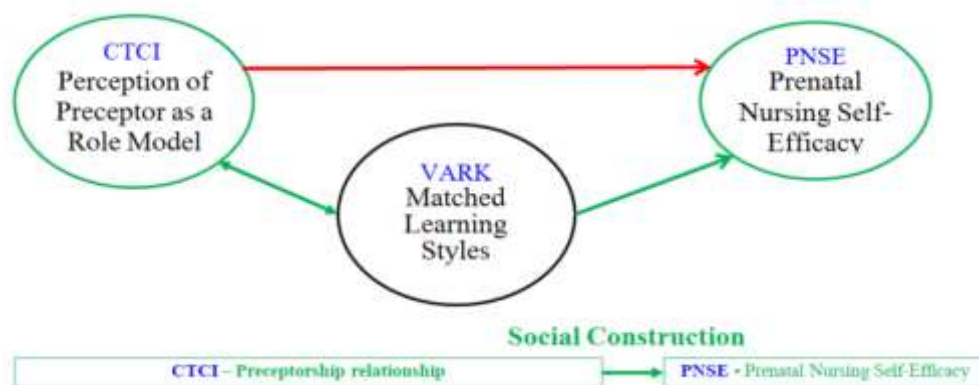 CTCI
Perception of
Preceptor as a
Role Model
PNSE
Prenatal
Nursing Self-
Efficacy
VARK
Matched
Learning
Styles
Social Construction
CTCI – Preceptorship relationship
PNSE - Prenatal Nursing Self-Efficacy